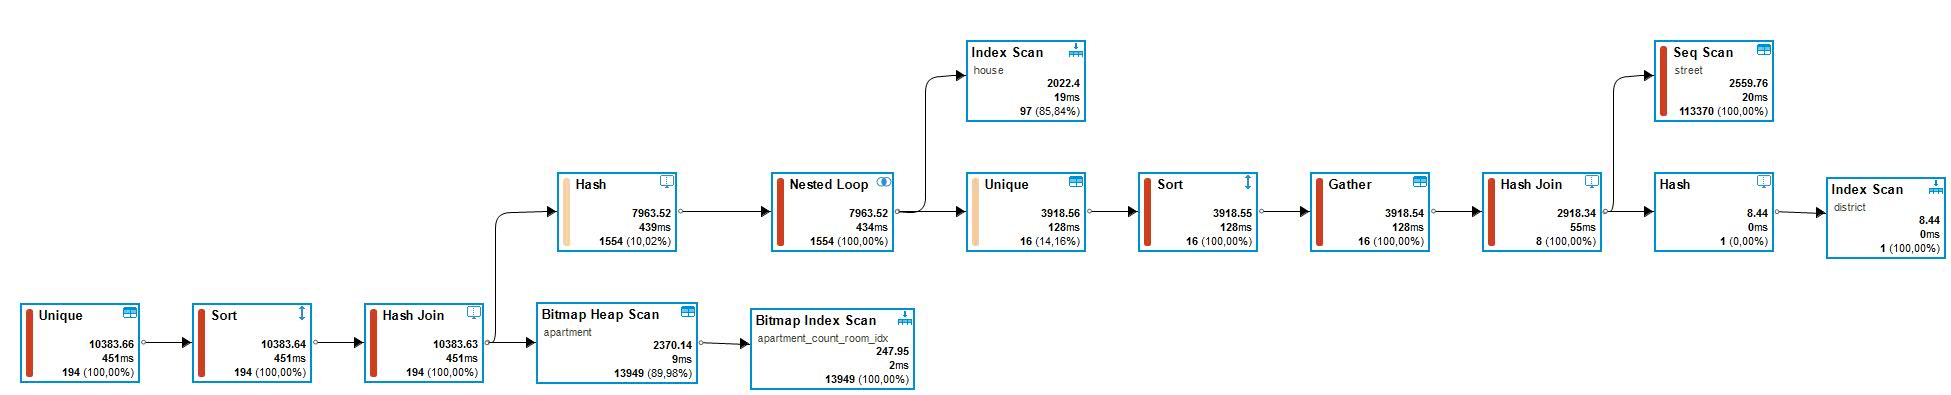 Index Scan
house
2022.4
19ms
97 (85,84%)
Seq Scan
street
2559.76
20ms
113370 (100,00%)
Hash
7963.52
439ms
1554 (10,02%)
Nested Loop
7963.52
434ms
1554 (100,00%)
Unique
3918.56
128ms
16 (14,16%)
Sort
3918.55
128ms
16 (100,00%)
Gather
3918.54
128ms
16 (100,00%)
Hash Join
2918.34
55ms
8 (100,00%)
Hash
8.44
0ms
1 (0,00%)
Index Scan
district
8.44
0ms
1 (100,00%)
Unique
10383.66
451ms
194 (100,00%)
Sort
10383.64
451ms
194 (100,00%)
Hash Join
10383.63
451ms
194 (100,00%)
Bitmap Heap Scan
apartment
2370.14
9ms
13949 (89,98%)
Bitmap Index Scan
apartment_count_room_idx
247.95
2ms
13949 (100,00%)